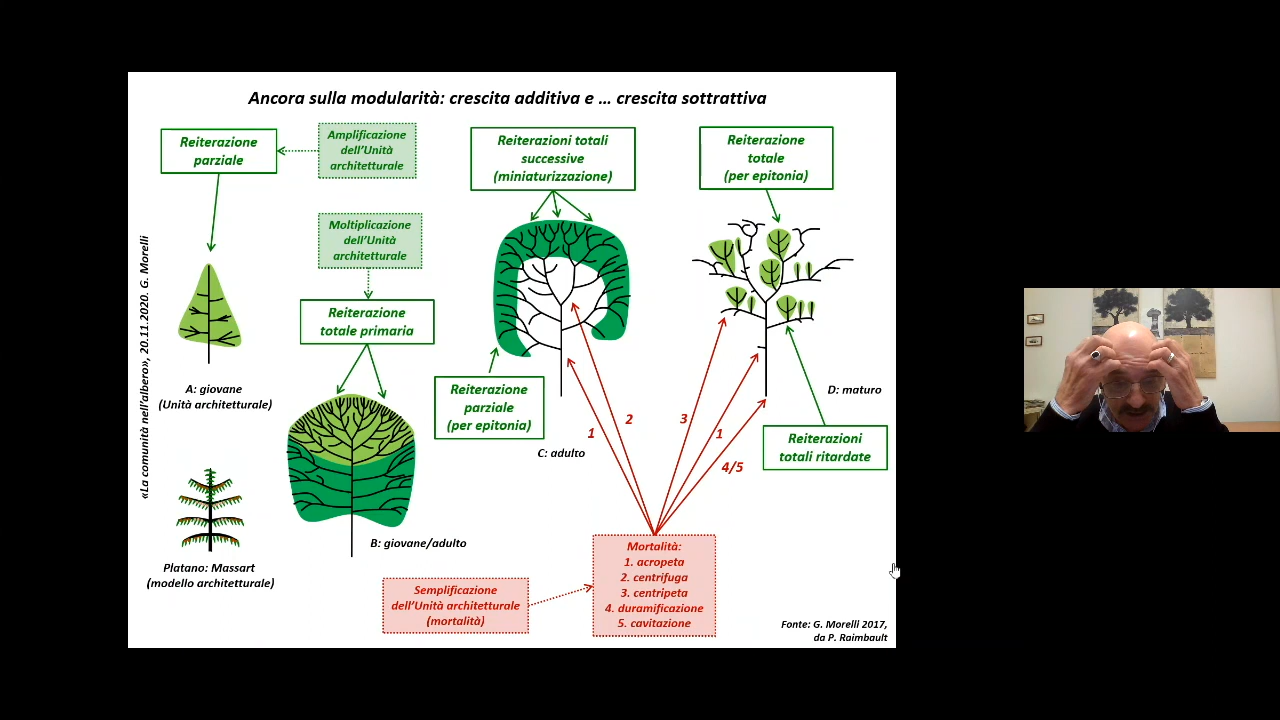 Ancora sulla modularità: crescita additiva e … crescita sottrattiva
Reiterazione
parziale
Amplificazione
dell’Unità
architetturale
Reiterazioni totali
successive
(miniaturizzazione)
Reiterazione
totale
(per epitonia)
Moltiplicazione
dell’Unità
architetturale
Reiterazione
totale primaria
«La comunità nell’albero», 20.11.2020. G. Morelli
A: giovane
(Unità architetturale)
Reiterazione
parziale
(per epitonia)
C: adulto
1
2
3
1
4/5
D: maturo
Reiterazioni
totali ritardate
B: giovane/adulto
Platano: Massart
(modello architetturale)
Semplificazione
dell’Unità architetturale
(mortalità)
Mortalità:
1. acropeta
2. centrifuga
3. centripeta
4. duramificazione
5. cavitazione
Fonte: G. Morelli 2017,
da P. Raimbault